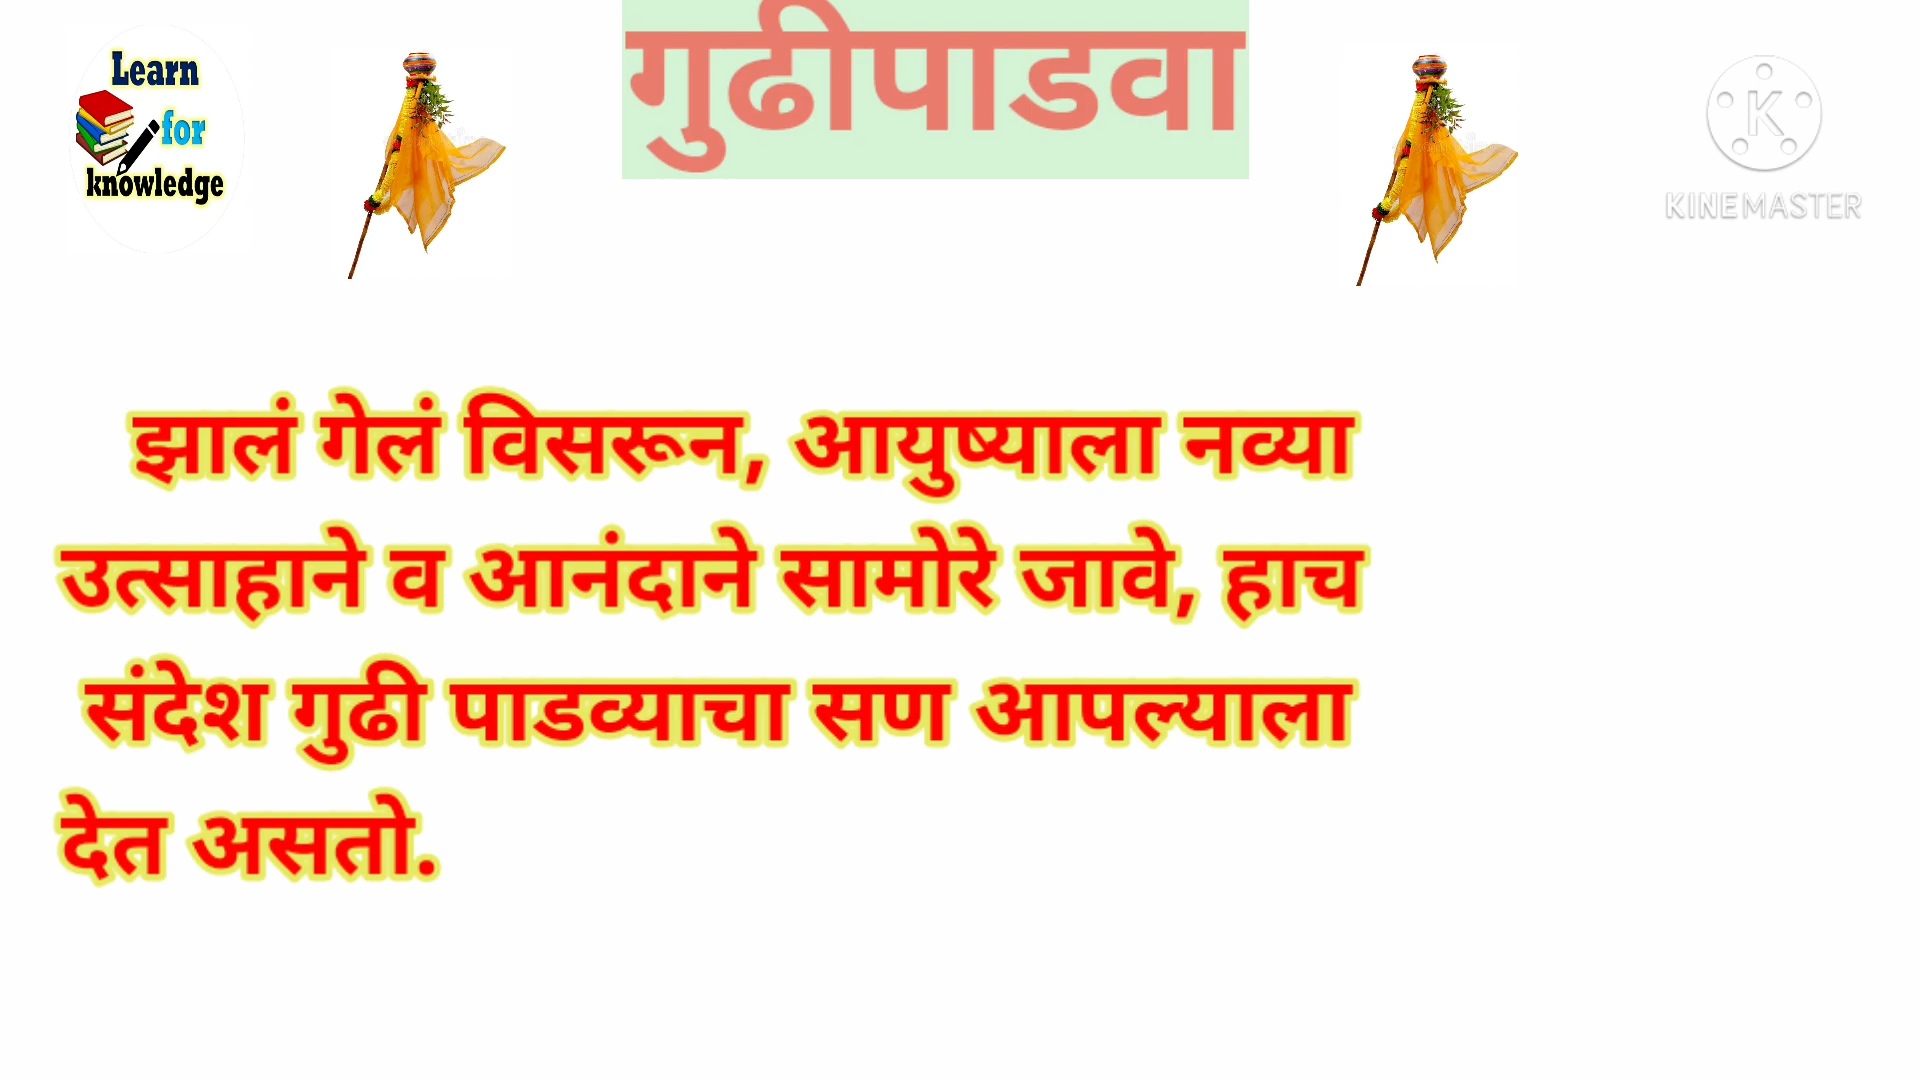 Learn
for
knowledge
गुढीपाडवा
KINEMASTER
झालं गेलं विसरून, आयुष्याला नव्या
उत्साहाने व आनंदाने सामोरे जावे, हाच
संदेश गुढी पाडव्याचा सण आपल्याला
देत असतो.